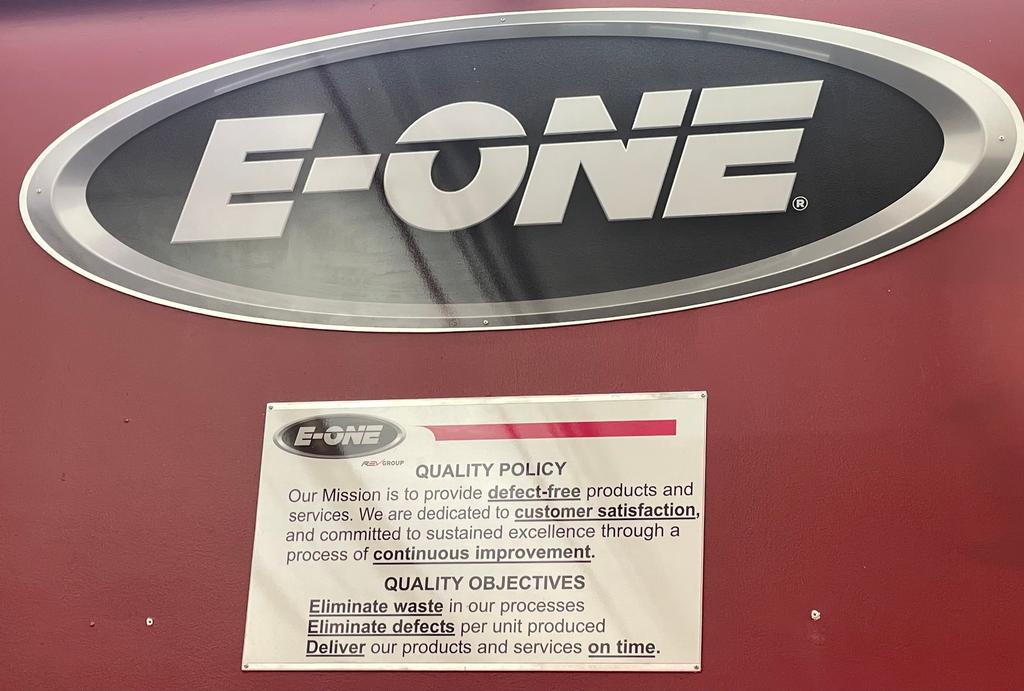 E-ONE®
E-ONE
REV GROUP
QUALITY POLICY
Our Mission is to provide defect-free products and
services. We are dedicated to customer satisfaction,
and committed to sustained excellence through a
process of continuous improvement.
QUALITY OBJECTIVES
Eliminate waste in our processes
Eliminate defects per unit produced
Deliver our products and services on time.